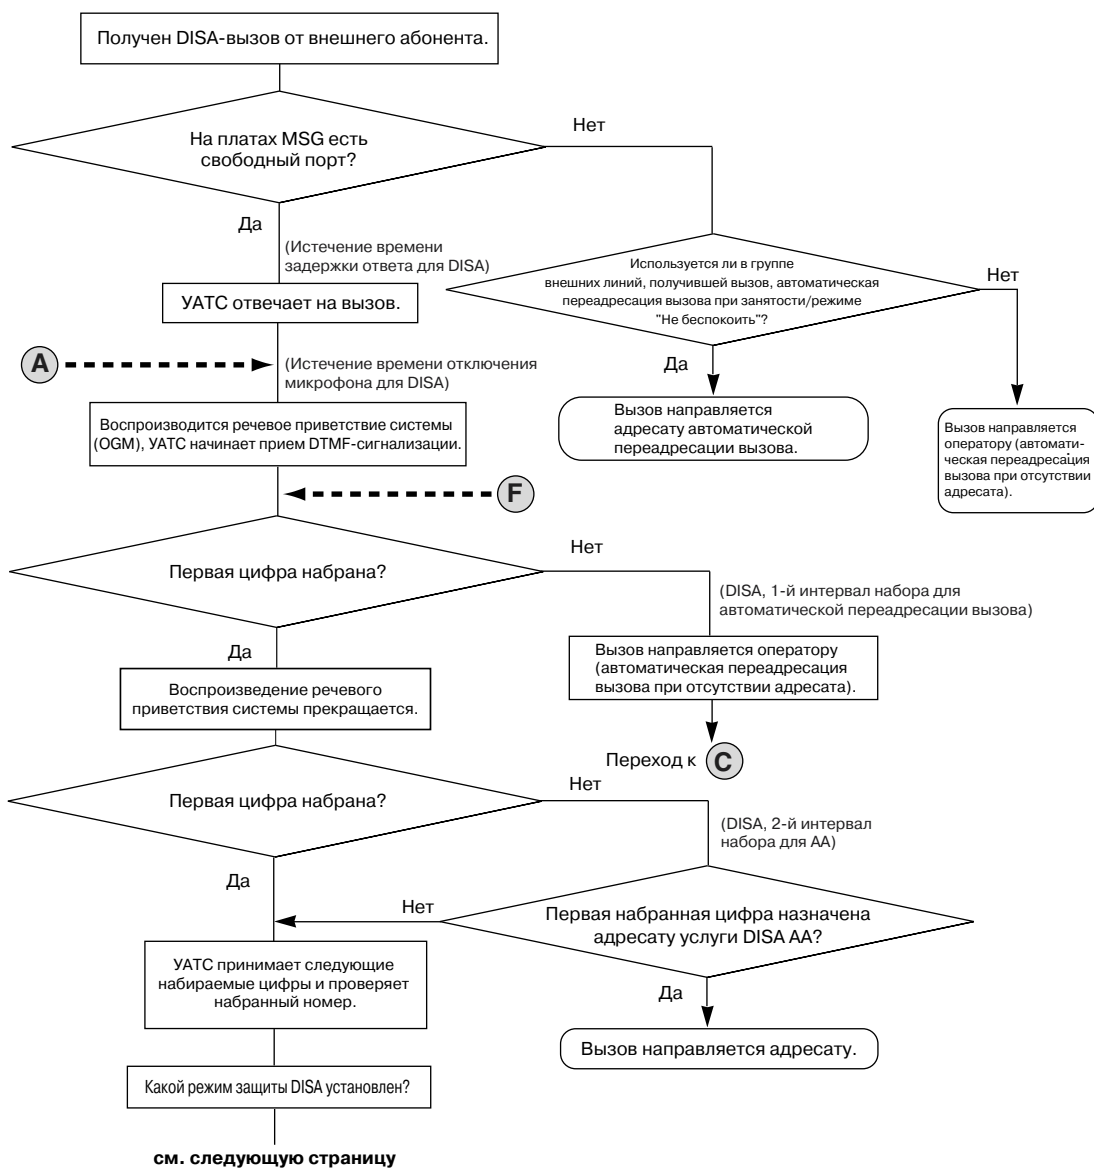 Получен DISA-вызов от внешнего абонента.
На платах MSG есть
свободный порт?
Нет
Да
(Истечение времени
задержки ответа для DISA)
Используется ли в группе
внешних линий, получившей вызов, автоматическая
переадресация вызова при занятости/режиме
"Не беспокоить"?
Нет
УАТС отвечает на вызов.
A
(Истечение времени отключения
микрофона для DISA)
Да
Вызов направляется
адресату автоматической
переадресации вызова.
Вызов направляется
оператору (автомати-
ческая переадресация
вызова при отсутствии
адресата).
Воспроизводится речевое приветствие системы
(OGM), УАТС начинает прием DTMF-сигнализации.
F
Первая цифра набрана?
Нет
(DISA, 1-й интервал набора для
автоматической переадресации вызова)
Да
Вызов направляется оператору
(автоматическая переадресация
вызова при отсутствии адресата).
Воспроизведение речевого
приветствия системы прекращается.
Переход к
C
Первая цифра набрана?
Нет
(DISA, 2-й интервал
набора для AA)
Да
Нет
Первая набранная цифра назначена
адресату услуги DISA AA?
УАТС принимает следующие
набираемые цифры и проверяет
набранный номер.
Да
Вызов направляется адресату.
Какой режим защиты DISA установлен?
см. следующую страницу